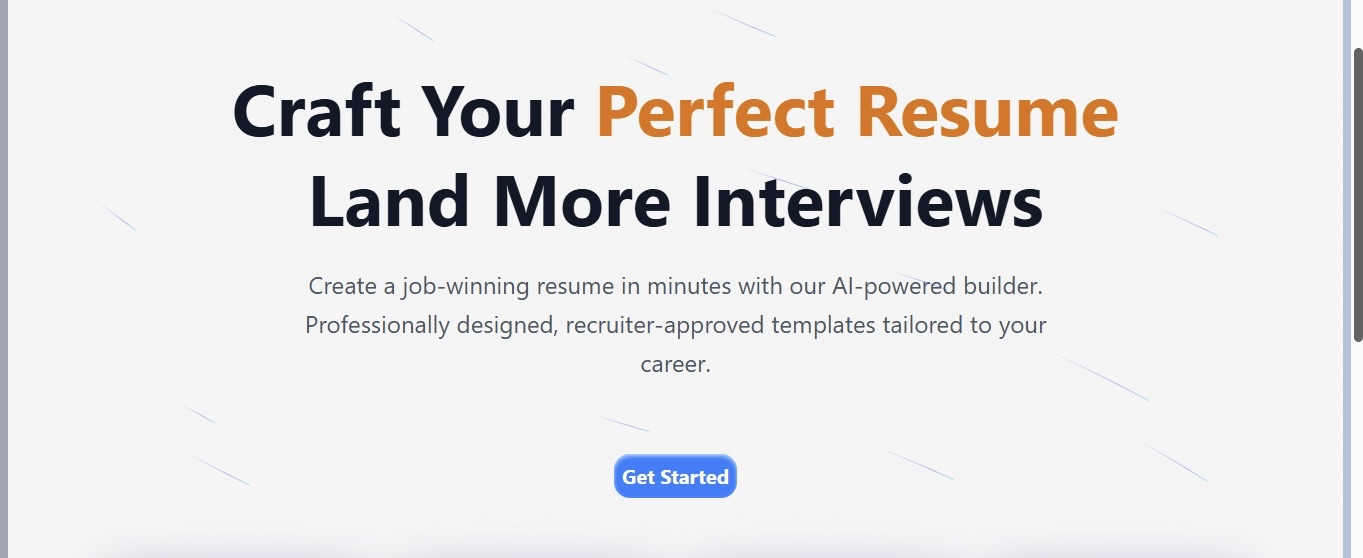 Craft Your Perfect Resume
Land More Interviews
Create a job-winning resume in minutes with our AI-powered builder.
Professionally designed, recruiter-approved templates tailored to your
career.
Get Started